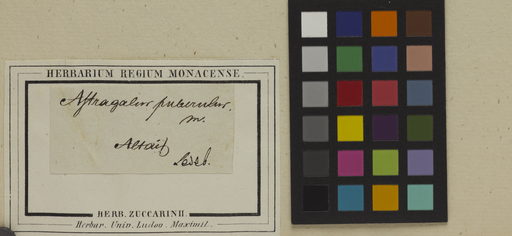 HERBARIUM REGIUM MONACENSE.
Astragalus puberulus.
m.
Altai
Ledeb.
HERB. ZUCCARINII
Herbar. Univ. Ludov. Maximil.